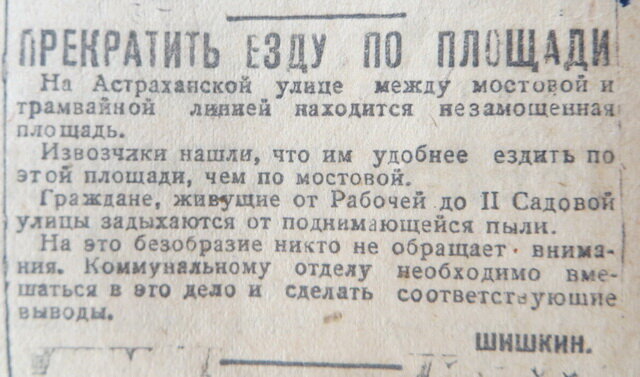 ПРЕКРАТИТЬ ЕЗДУ ПО ПЛОЩАДИ
На Астраханской улице между мостовой и
трамвайной линией находится незамощенная
площадь.
Извозчики нашли, что им удобнее ездить по
этой площади, чем по мостовой.
Граждане, живущие от Рабочей до II Садовой
улицы задыхаются от поднимающейся пыли.
На это безобразие никто не обращает внима-
ния. Коммунальному отделу необходимо вме-
шаться в это дело и сделать соответствующие
выводы.
ШИШКИН.